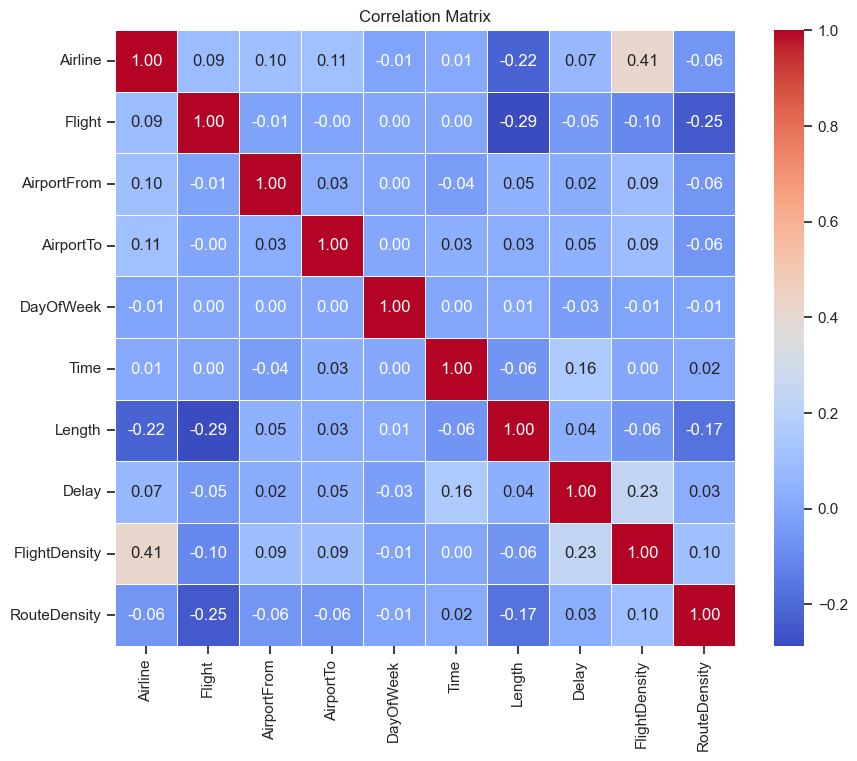 Correlation Matrix
Airline 1.00 0.09 0.10 0.11 -0.01 0.01 -0.22 0.07 0.41 -0.06
Flight 0.09 1.00 -0.01 -0.00 0.00 0.00 -0.29 -0.05 -0.10 -0.25
AirportFrom 0.10 -0.01 1.00 0.03 0.00 -0.04 0.05 0.02 0.09 -0.06
AirportTo 0.11 -0.00 0.03 1.00 0.00 0.03 0.03 0.05 0.09 -0.06
DayOfWeek -0.01 0.00 0.00 0.00 1.00 0.00 0.01 -0.03 -0.01 -0.01
Time 0.01 0.00 -0.04 0.03 0.00 1.00 -0.06 0.16 0.00 0.02
Length -0.22 -0.29 0.05 0.03 0.01 -0.06 1.00 0.04 -0.06 -0.17
Delay 0.07 -0.05 0.02 0.05 -0.03 0.16 0.04 1.00 0.23 0.03
FlightDensity 0.41 -0.10 0.09 0.09 -0.01 0.00 -0.06 0.23 1.00 0.10
RouteDensity -0.06 -0.25 -0.06 -0.06 -0.01 0.02 -0.17 0.03 0.10 1.00
Airline Flight AirportFrom AirportTo DayOfWeek Time Length Delay FlightDensity RouteDensity
1.0
0.8
0.6
0.4
0.2
0.0
−0.2